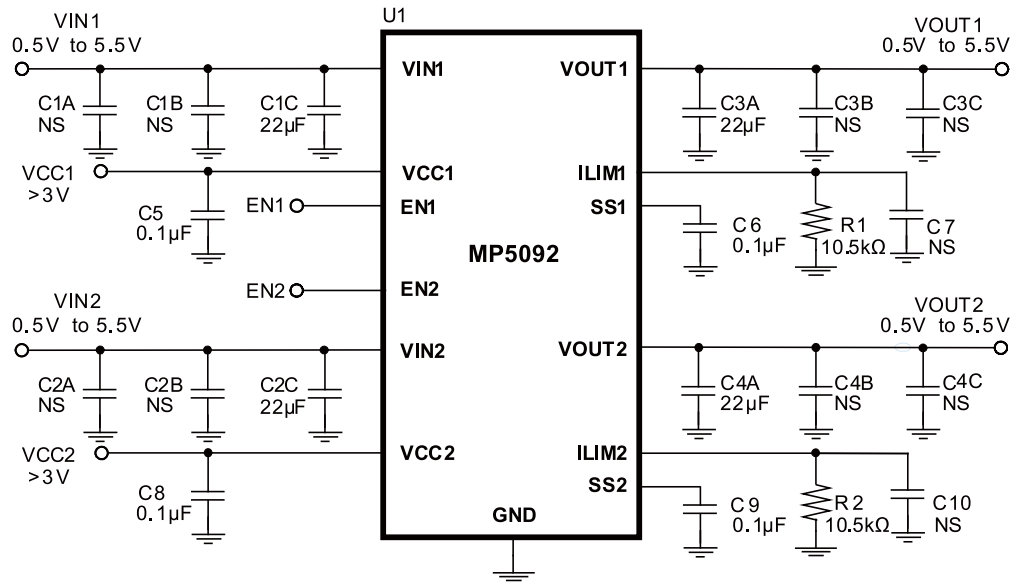 U1
VIN1
0.5V to 5.5V
VOUT1
0.5V to 5.5V
VIN1
VOUT1
C1A
NS
C1B
NS
C1C
22µF
C3A
22µF
C3B
NS
C3C
NS
VCC1
>3V
VCC1
ILIM1
C5
0.1µF
EN1
EN1
SS1
C6
0.1µF
R1
10.5kΩ
C7
NS
MP5092
EN2
EN2
VIN2
0.5V to 5.5V
VOUT2
0.5V to 5.5V
VIN2
VOUT2
C2A
NS
C2B
NS
C2C
22µF
C4A
22µF
C4B
NS
C4C
NS
VCC2
>3V
VCC2
ILIM2
C8
0.1µF
SS2
C9
0.1µF
R2
10.5kΩ
C10
NS
GND